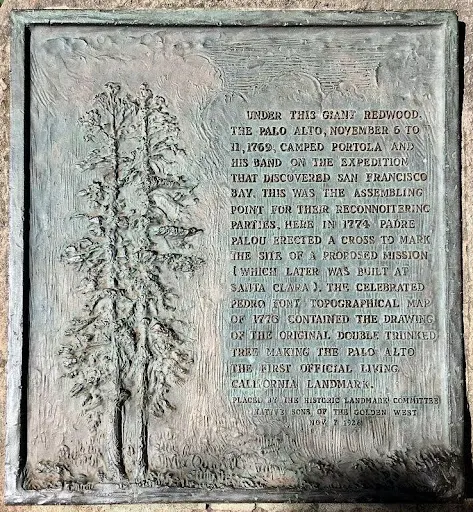 UNDER THIS GIANT REDWOOD,
THE PALO ALTO, NOVEMBER 6 TO
11, 1769, CAMPED PORTOLA AND
HIS BAND ON THE EXPEDITION
THAT DISCOVERED SAN FRANCISCO
BAY. THIS WAS THE ASSEMBLING
POINT FOR THEIR RECONNOITERING
PARTIES. HERE IN 1774 PADRE
PALOU ERECTED A CROSS TO MARK
THE SITE OF A PROPOSED MISSION
(WHICH LATER WAS BUILT AT
SANTA CLARA). THE CELEBRATED
PEDRO FONT TOPOGRAPHICAL MAP
OF 1776 CONTAINED THE DRAWING
OF THE ORIGINAL DOUBLE TRUNKED
TREE MAKING THE PALO ALTO
THE FIRST OFFICIAL LIVING
CALIFORNIA LANDMARK.
PLACED BY THE HISTORIC LANDMARK COMMITTEE
NATIVE SONS OF THE GOLDEN WEST
NOV. 7